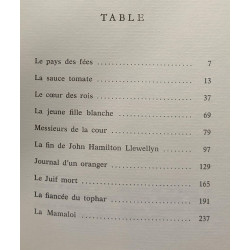 TABLE
Le pays des fées . . . . . . . . . . . . . . . . . . 7
La sauce tomate . . . . . . . . . . . . . . . . . . 13
Le cœur des rois . . . . . . . . . . . . . . . . . . 37
La jeune fille blanche . . . . . . . . . . . . . . 69
Messieurs de la cour . . . . . . . . . . . . . . 79
La fin de John Hamilton Llewellyn . . . . . . 97
Journal d'un oranger . . . . . . . . . . . . . . 129
Le Juif mort . . . . . . . . . . . . . . . . . . . . 165
La fiancée du tophar . . . . . . . . . . . . . . 191
La Mamaloi . . . . . . . . . . . . . . . . . . . . 237